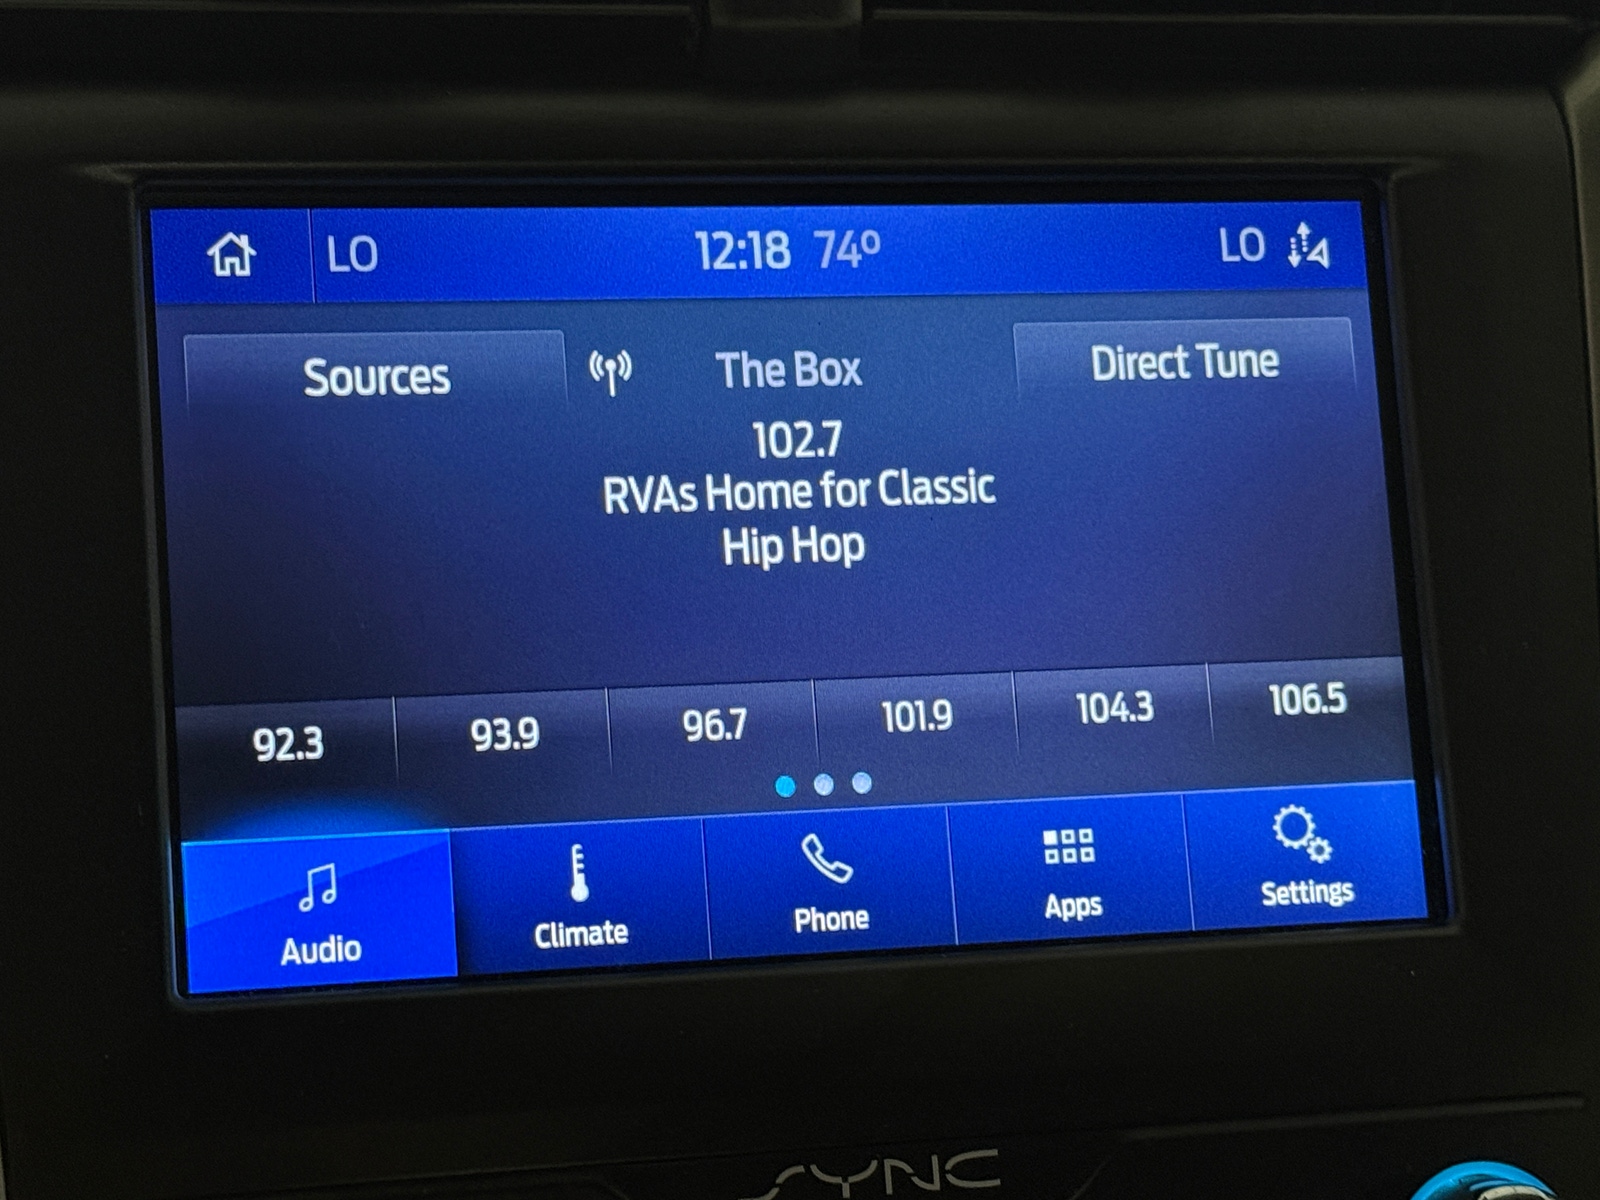 LO 12:18 74° LO
Sources The Box Direct Tune
102.7
RVAs Home for Classic
Hip Hop
92.3 93.9 96.7 101.9 104.3 106.5
Audio Climate Phone Apps Settings
SYNC